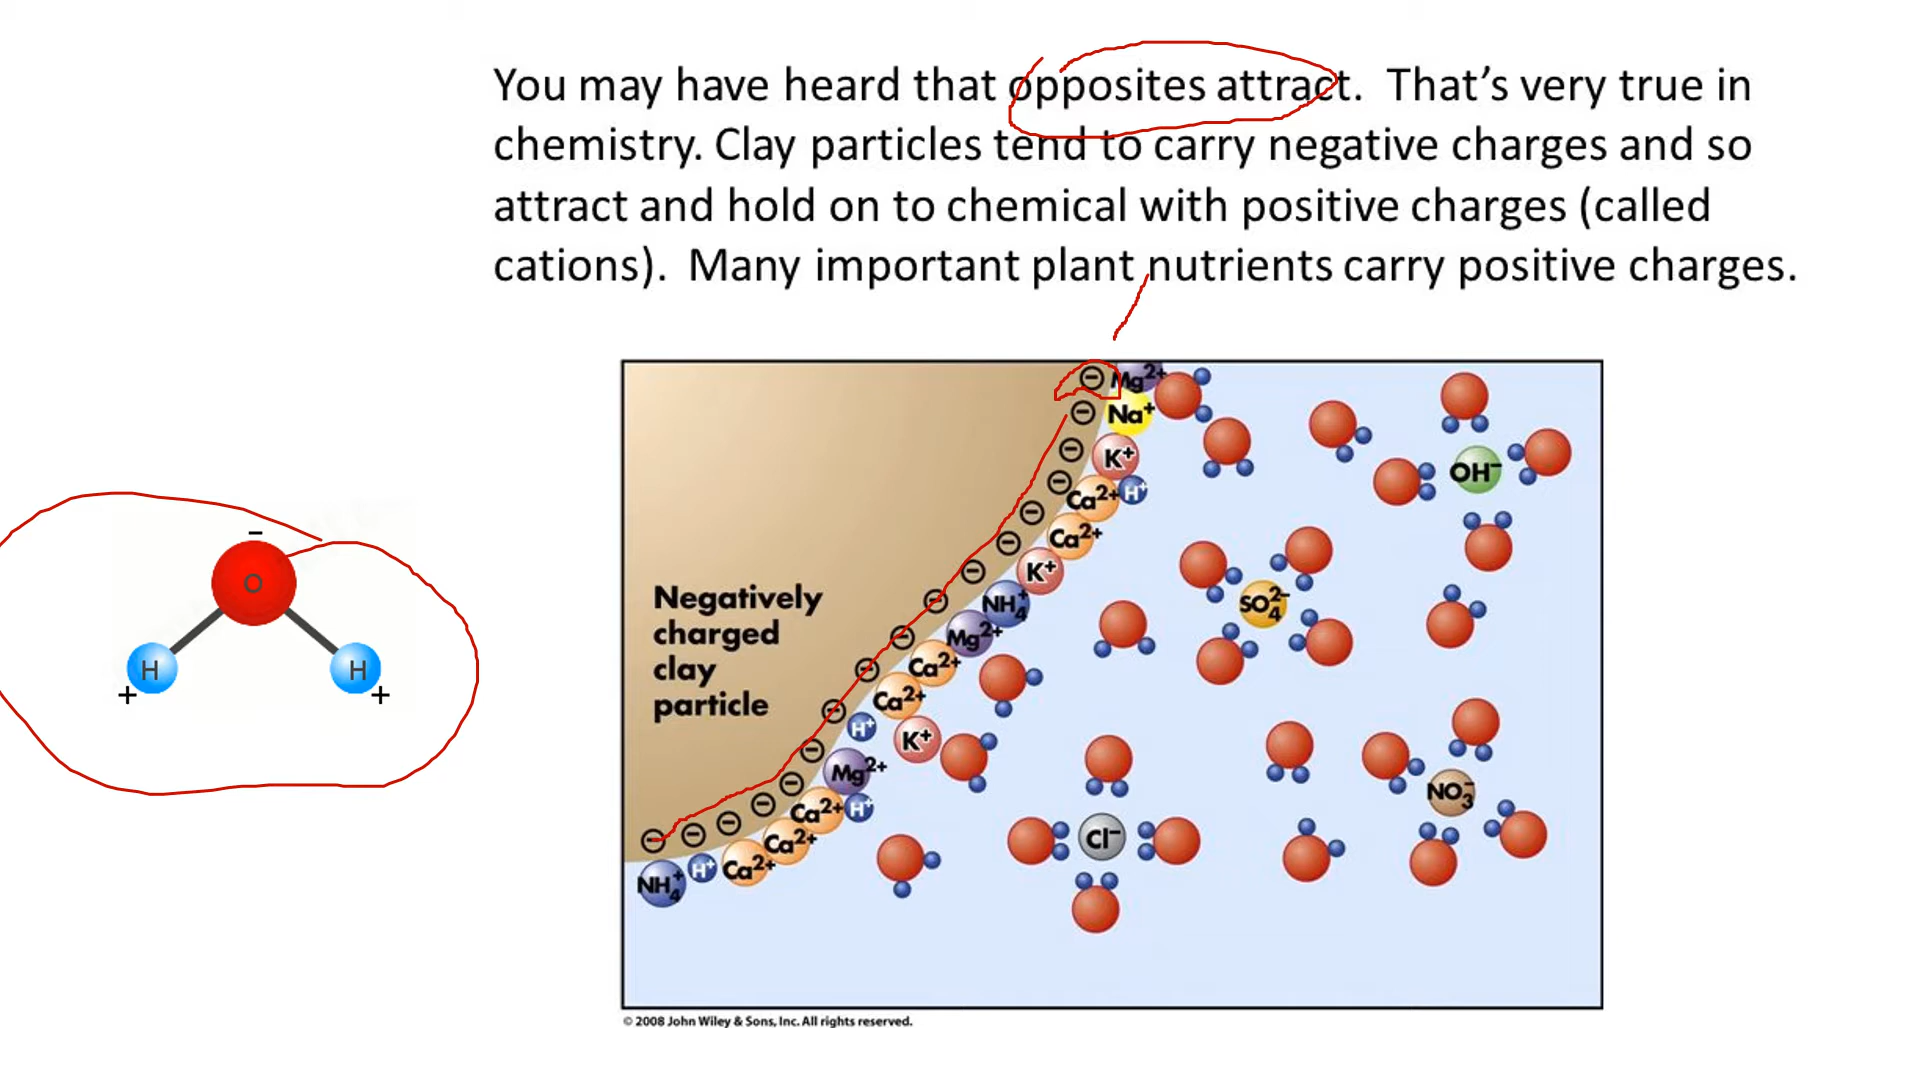 You may have heard that opposites attract.  That's very true in
chemistry. Clay particles tend to carry negative charges and so
attract and hold on to chemical with positive charges (called
cations).  Many important plant nutrients carry positive charges.
−
O
H
H
+
+
Negatively
charged
clay
particle
⊖ Mg²⁺
⊖ Na⁺
⊖ K⁺
⊖ Ca²⁺ H⁺
⊖
⊖ Ca²⁺
⊖ K⁺
⊖ NH₄⁺
⊖ Mg²⁺
⊖ Ca²⁺
⊖ Ca²⁺
⊖ H⁺ K⁺
⊖ Mg²⁺
⊖ Ca²⁺ H⁺
⊖ ⊖ ⊖ ⊖ Ca²⁺
NH₄⁺ H⁺ Ca²⁺
OH⁻
SO₄²⁻
NO₃⁻
Cl⁻
© 2008 John Wiley & Sons, Inc. All rights reserved.